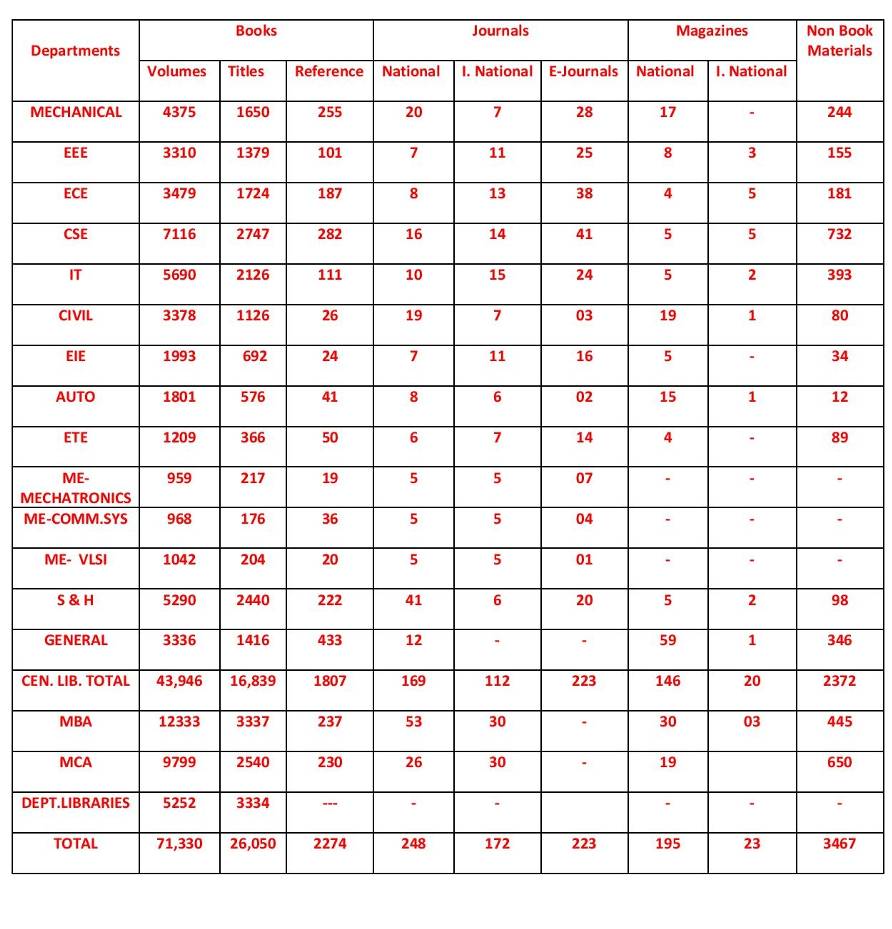 Departments Books Journals Magazines Non Book Materials
Volumes Titles Reference National I. National E-Journals National I. National
MECHANICAL 4375 1650 255 20 7 28 17 - 244
EEE 3310 1379 101 7 11 25 8 3 155
ECE 3479 1724 187 8 13 38 4 5 181
CSE 7116 2747 282 16 14 41 5 5 732
IT 5690 2126 111 10 15 24 5 2 393
CIVIL 3378 1126 26 19 7 03 19 1 80
EIE 1993 692 24 7 11 16 5 - 34
AUTO 1801 576 41 8 6 02 15 1 12
ETE 1209 366 50 6 7 14 4 - 89
ME- 959 217 19 5 5 07 - - -
MECHATRONICS
ME-COMM.SYS 968 176 36 5 5 04 - - -
ME- VLSI 1042 204 20 5 5 01 - - -
S & H 5290 2440 222 41 6 20 5 2 98
GENERAL 3336 1416 433 12 - - 59 1 346
CEN. LIB. TOTAL 43,946 16,839 1807 169 112 223 146 20 2372
MBA 12333 3337 237 53 30 - 30 03 445
MCA 9799 2540 230 26 30 - 19 650
DEPT.LIBRARIES 5252 3334 --- - - - - -
TOTAL 71,330 26,050 2274 248 172 223 195 23 3467